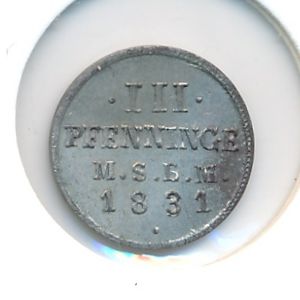 · III ·
PFENNINGE
M.S.L.M.
1831
·